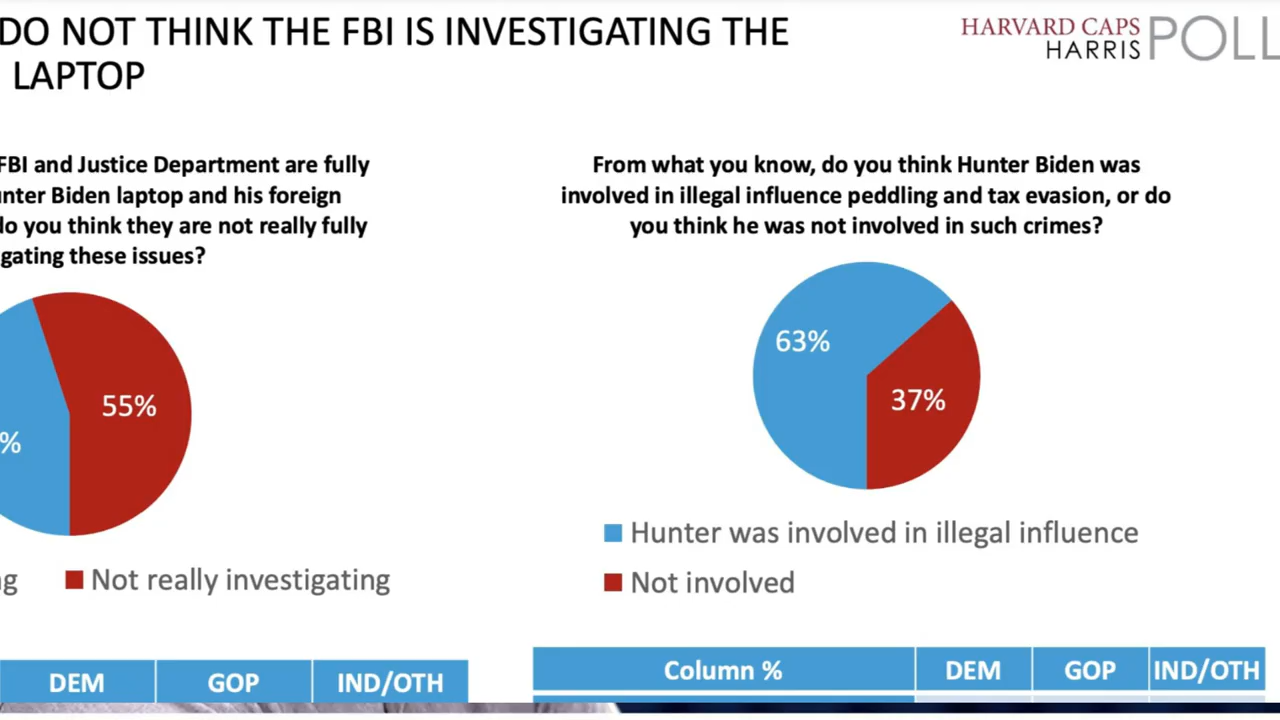 DO NOT THINK THE FBI IS INVESTIGATING THE
LAPTOP
HARVARD CAPS
HARRIS
POLL
FBI and Justice Department are fully
Hunter Biden laptop and his foreign
do you think they are not really fully
gating these issues?
%
55%
g
Not really investigating
DEM
GOP
IND/OTH
From what you know, do you think Hunter Biden was
involved in illegal influence peddling and tax evasion, or do
you think he was not involved in such crimes?
63%
37%
Hunter was involved in illegal influence
Not involved
Column %
DEM
GOP
IND/OTH